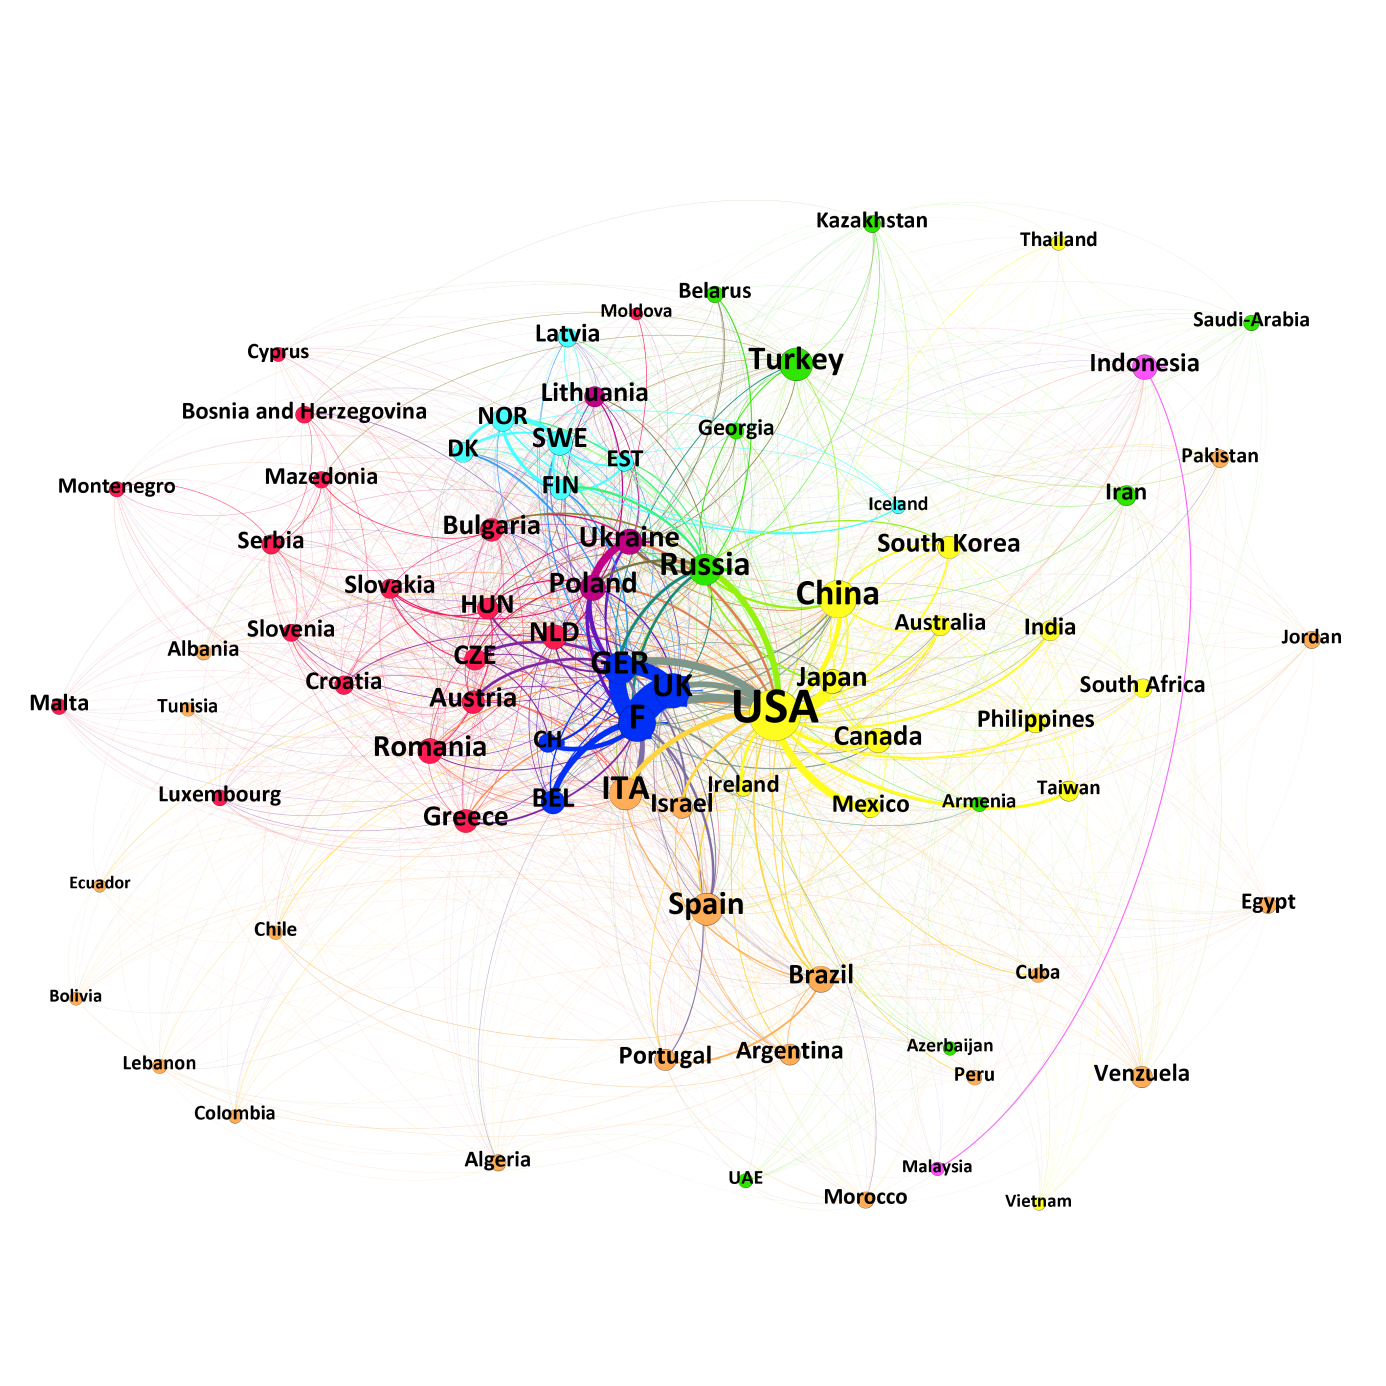 Kazakhstan
Thailand
Belarus
Moldova
Saudi-Arabia
Latvia
Cyprus
Turkey
Indonesia
Lithuania
Bosnia and Herzegovina
NOR
Georgia
SWE
DK
EST
Pakistan
Mazedonia
Montenegro
FIN
Iran
Iceland
Bulgaria
Ukraine
Serbia
South Korea
Russia
Slovakia
Poland
China
HUN
Slovenia
NLD
Australia
India
Jordan
Albania
CZE
GER
Croatia
UK
Japan
South Africa
Malta
Tunisia
Austria
F
USA
Philippines
Romania
CH
Canada
Luxembourg
BEL
ITA
Israel
Ireland
Mexico
Armenia
Taiwan
Greece
Ecuador
Chile
Spain
Egypt
Bolivia
Brazil
Cuba
Lebanon
Portugal
Argentina
Azerbaijan
Peru
Venzuela
Colombia
Algeria
UAE
Malaysia
Morocco
Vietnam